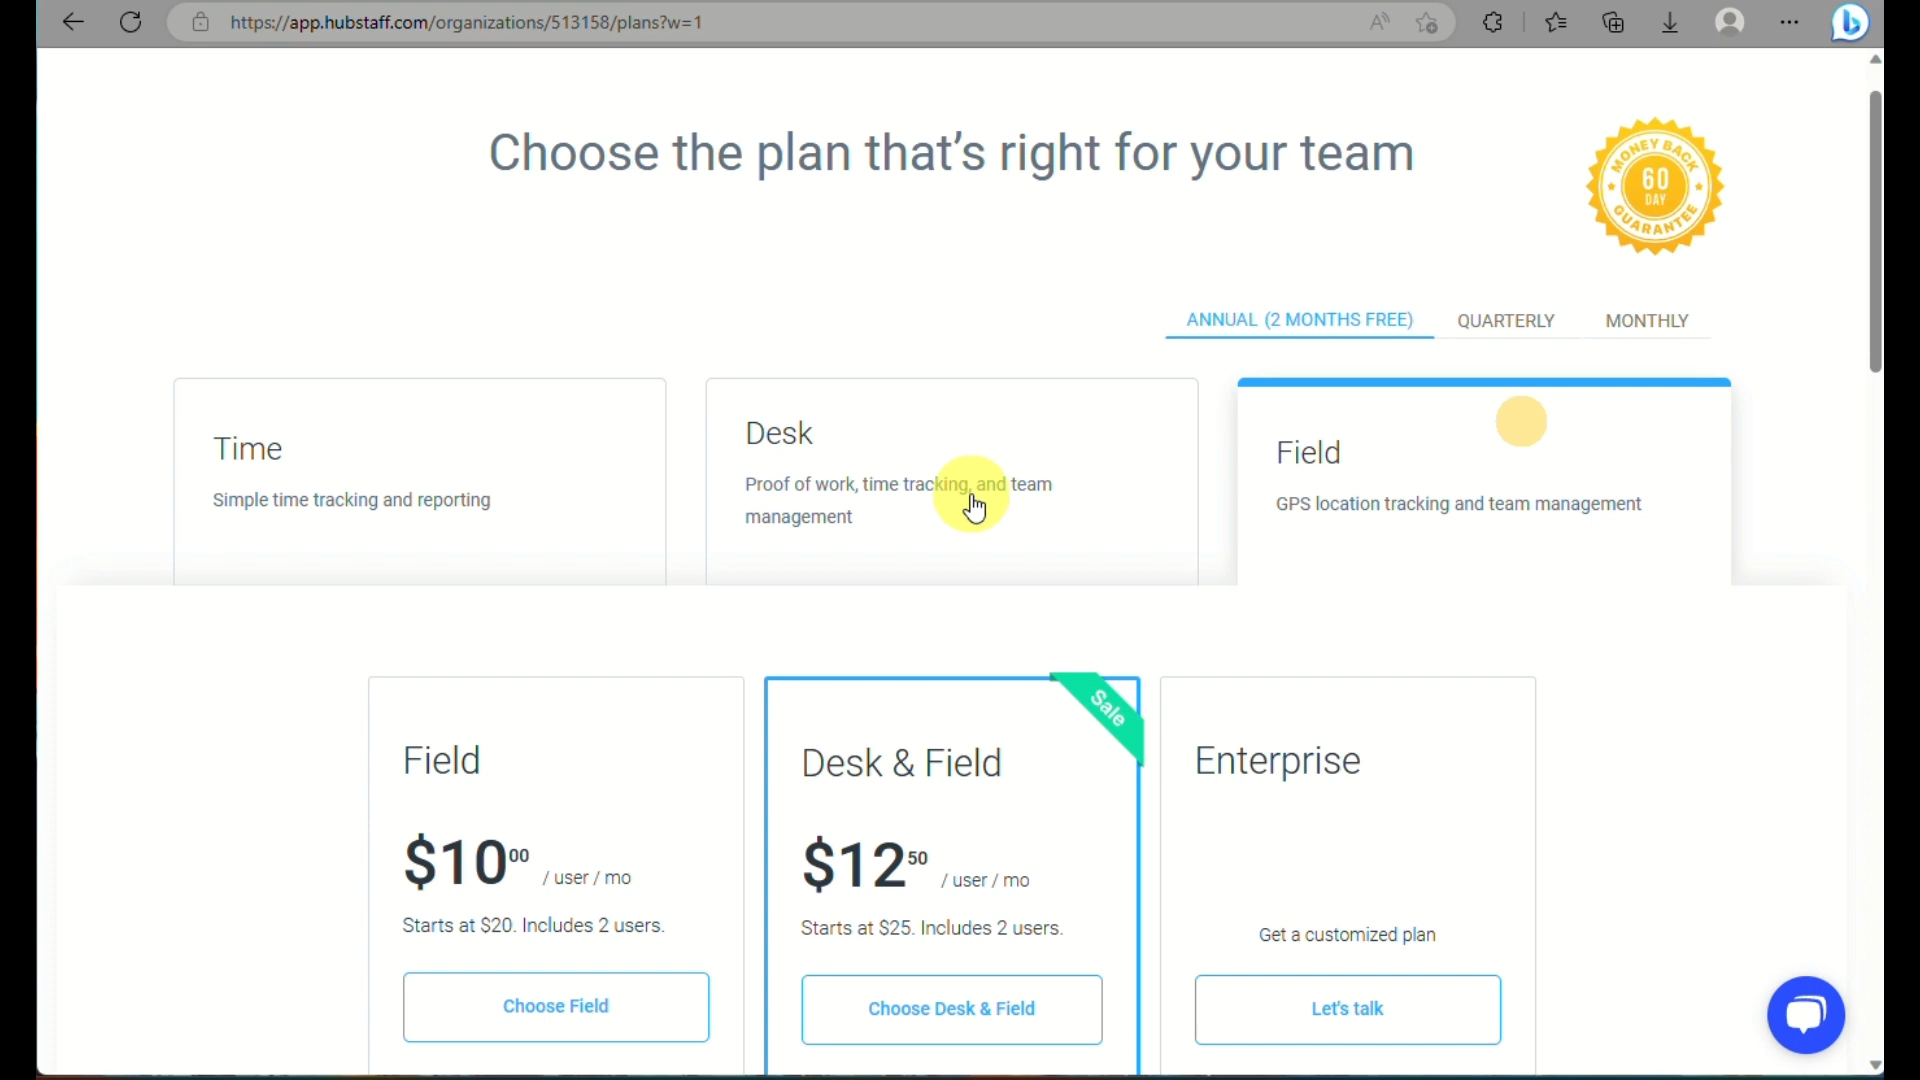 https://app.hubstaff.com/organizations/513158/plans?w=1
Choose the plan that's right for your team
MONEY BACK
60
DAY
GUARANTEE
ANNUAL (2 MONTHS FREE)
QUARTERLY
MONTHLY
Time
Simple time tracking and reporting
Desk
Proof of work, time tracking, and team
management
Field
GPS location tracking and team management
Field
$1000 / user / mo
Starts at $20. Includes 2 users.
Choose Field
Sale
Desk & Field
$1250 / user / mo
Starts at $25. Includes 2 users.
Choose Desk & Field
Enterprise
Get a customized plan
Let's talk